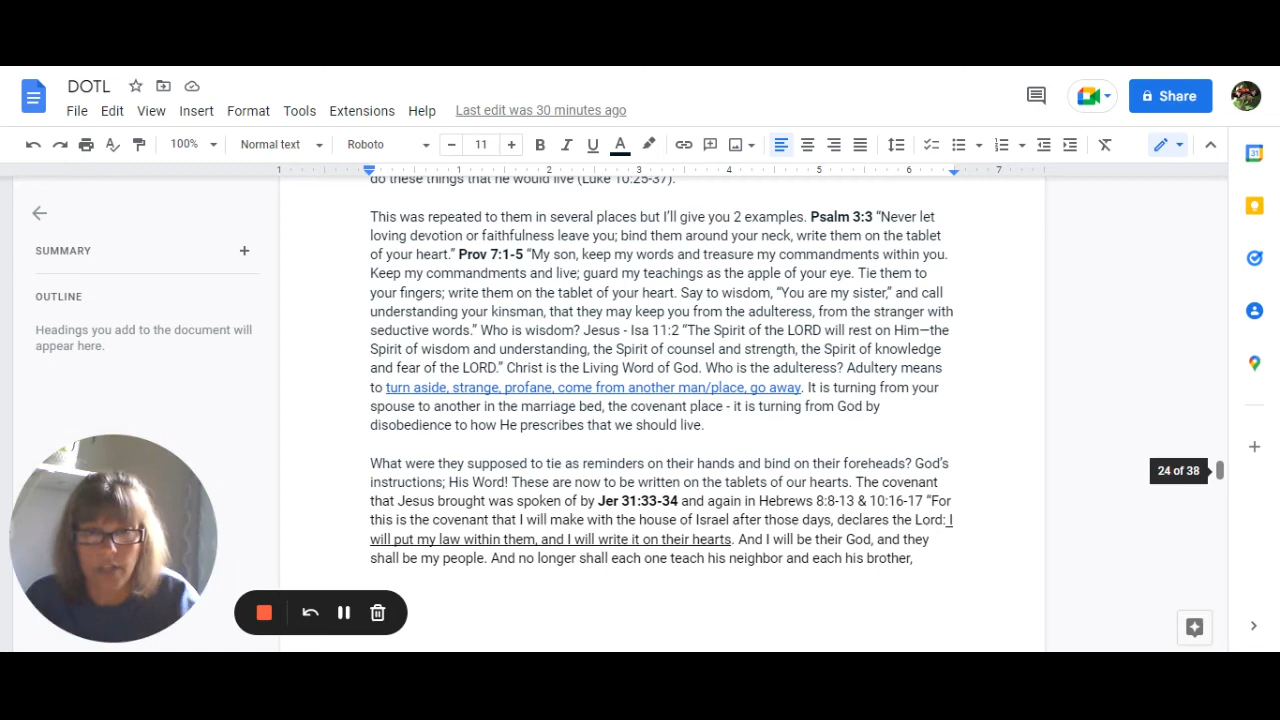 DOTL
File Edit View Insert Format Tools Extensions Help Last edit was 30 minutes ago
Share
100% Normal text Roboto 11 B I U A
1 1 2 3 4 5 6 7
31
do these things that he would live (Luke 10:25-37).
SUMMARY
OUTLINE
Headings you add to the document will
appear here.
This was repeated to them in several places but I’ll give you 2 examples. Psalm 3:3 “Never let
loving devotion or faithfulness leave you; bind them around your neck, write them on the tablet
of your heart.” Prov 7:1-5 “My son, keep my words and treasure my commandments within you.
Keep my commandments and live; guard my teachings as the apple of your eye. Tie them to
your fingers; write them on the tablet of your heart. Say to wisdom, “You are my sister,” and call
understanding your kinsman, that they may keep you from the adulteress, from the stranger with
seductive words.” Who is wisdom? Jesus - Isa 11:2 “The Spirit of the LORD will rest on Him—the
Spirit of wisdom and understanding, the Spirit of counsel and strength, the Spirit of knowledge
and fear of the LORD.” Christ is the Living Word of God. Who is the adulteress? Adultery means
to turn aside, strange, profane, come from another man/place, go away. It is turning from your
spouse to another in the marriage bed, the covenant place - it is turning from God by
disobedience to how He prescribes that we should live.
What were they supposed to tie as reminders on their hands and bind on their foreheads? God’s
instructions; His Word! These are now to be written on the tablets of our hearts. The covenant
that Jesus brought was spoken of by Jer 31:33-34 and again in Hebrews 8:8-13 & 10:16-17 “For
this is the covenant that I will make with the house of Israel after those days, declares the Lord: I
will put my law within them, and I will write it on their hearts. And I will be their God, and they
shall be my people. And no longer shall each one teach his neighbor and each his brother,
24 of 38